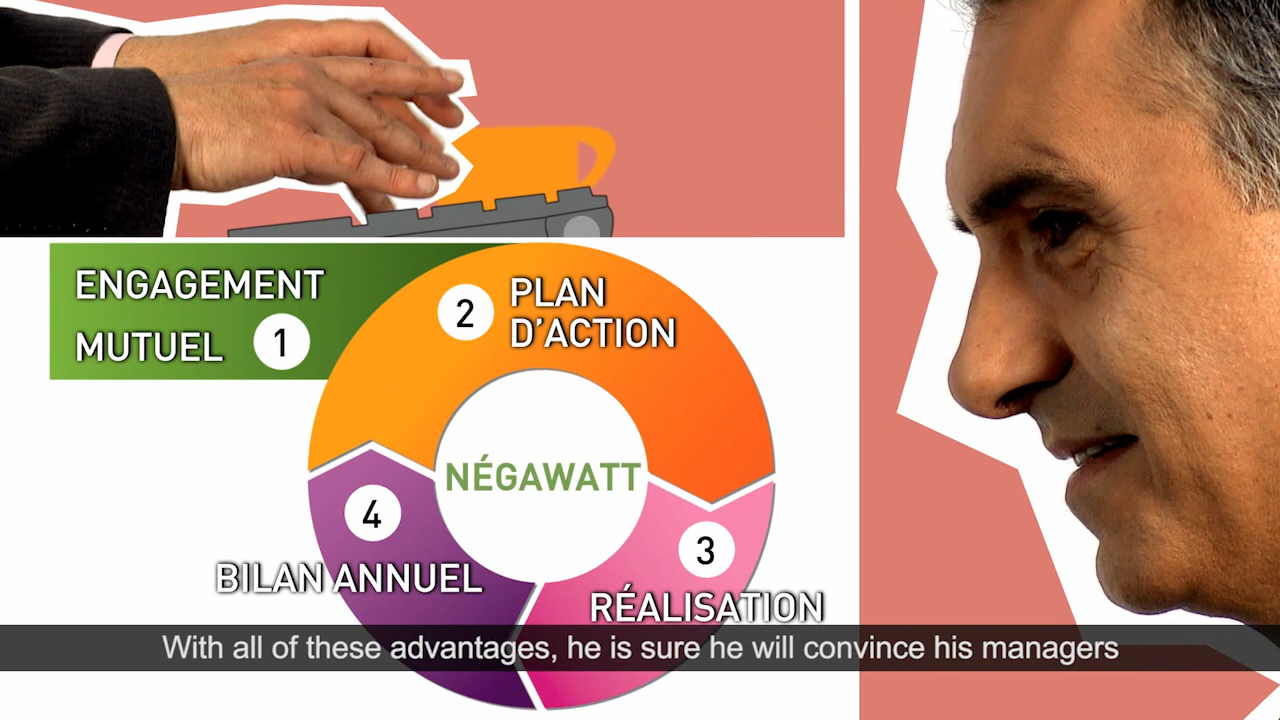 ENGAGEMENT
MUTUEL 1
2 PLAN
D'ACTION
NÉGAWATT
4
3
BILAN ANNUEL
RÉALISATION
With all of these advantages, he is sure he will convince his managers